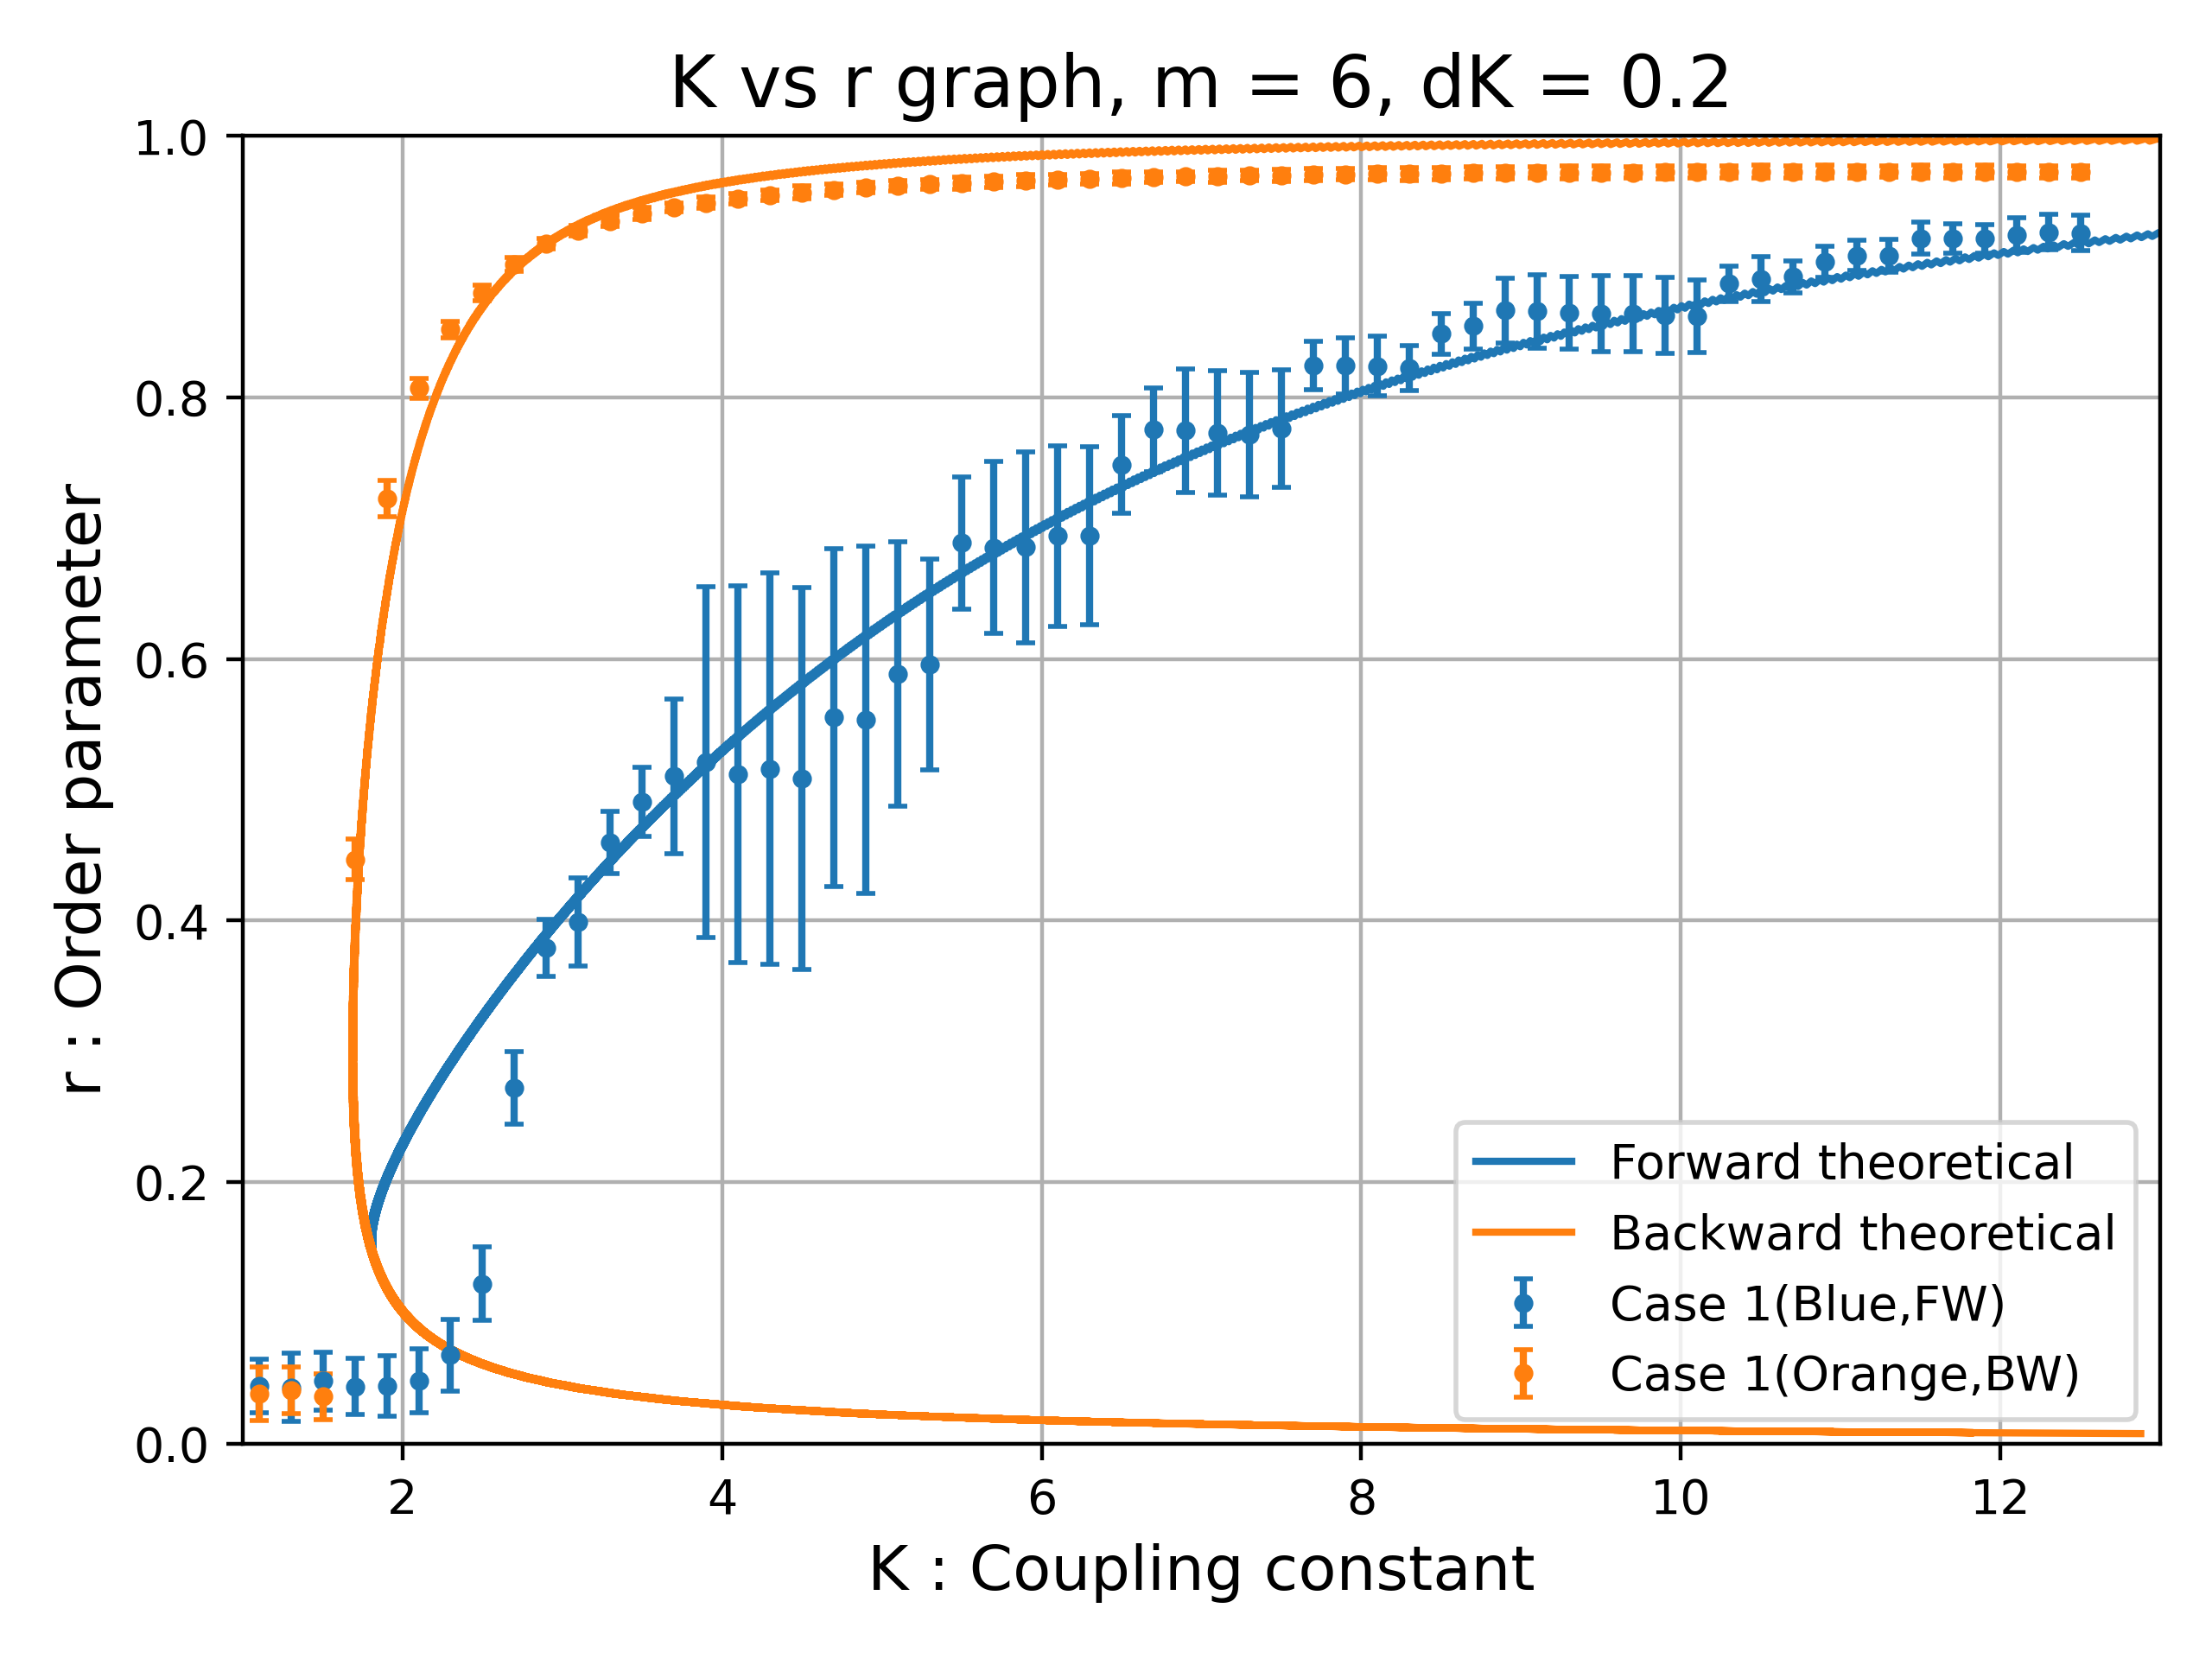 K vs r graph, m = 6, dK = 0.2
r : Order parameter
1.0
0.8
0.6
0.4
0.2
0.0
2 4 6 8 10 12
K : Coupling constant
Forward theoretical
Backward theoretical
Case 1(Blue,FW)
Case 1(Orange,BW)